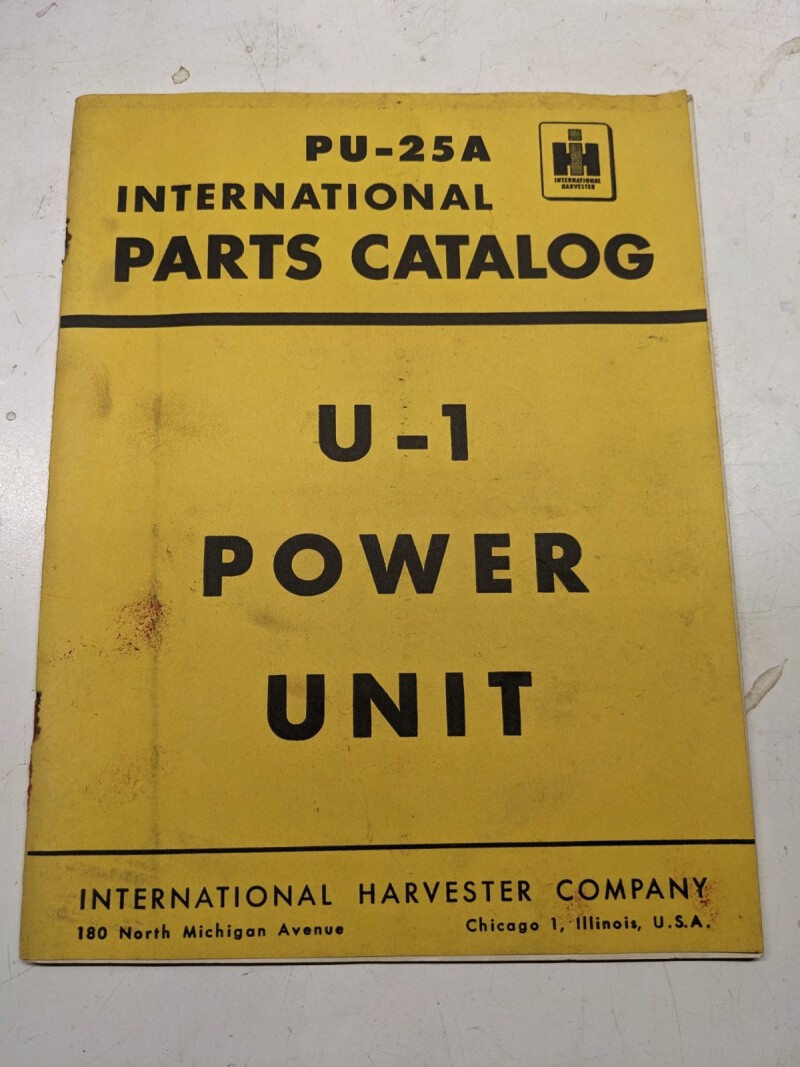 PU-25A
INTERNATIONAL
PARTS CATALOG
IH
INTERNATIONAL
HARVESTER
U-1
POWER
UNIT
INTERNATIONAL HARVESTER COMPANY
180 North Michigan Avenue Chicago 1, Illinois, U.S.A.